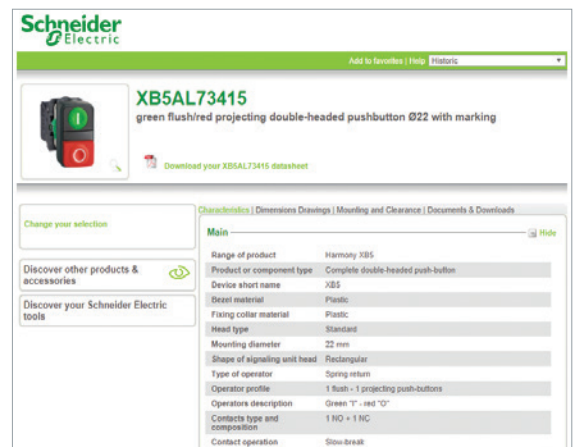 Schneider
Electric
Add to favorites | Help Historic
XB5AL73415
green flush/red projecting double-headed pushbutton Ø22 with marking
I
O
Download your XB5AL73415 datasheet
Characteristics | Dimensions Drawings | Mounting and Clearance | Documents & Downloads
Change your selection
Discover other products &
accessories
Discover your Schneider Electric
tools
Main Hide
Range of product Harmony XB5
Product or component type Complete double-headed push-button
Device short name XB5
Bezel material Plastic
Fixing collar material Plastic
Head type Standard
Mounting diameter 22 mm
Shape of signaling unit head Rectangular
Type of operator Spring return
Operator profile 1 flush - 1 projecting push-buttons
Operators description Green "I" - red "O"
Contacts type and
composition 1 NO + 1 NC
Contact operation Slow-break